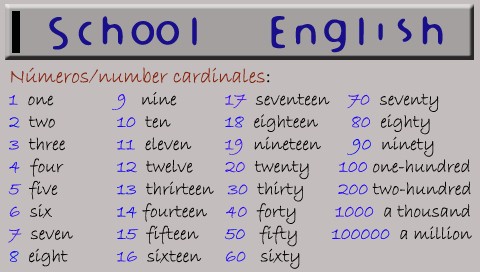 School English
Números/number cardinales:
1 one 9 nine 17 seventeen 70 seventy
2 two 10 ten 18 eighteen 80 eighty
3 three 11 eleven 19 nineteen 90 ninety
4 four 12 twelve 20 twenty 100 one-hundred
5 five 13 thrirteen 30 thirty 200 two-hundred
6 six 14 fourteen 40 forty 1000 a thousand
7 seven 15 fifteen 50 fifty 100000 a million
8 eight 16 sixteen 60 sixty